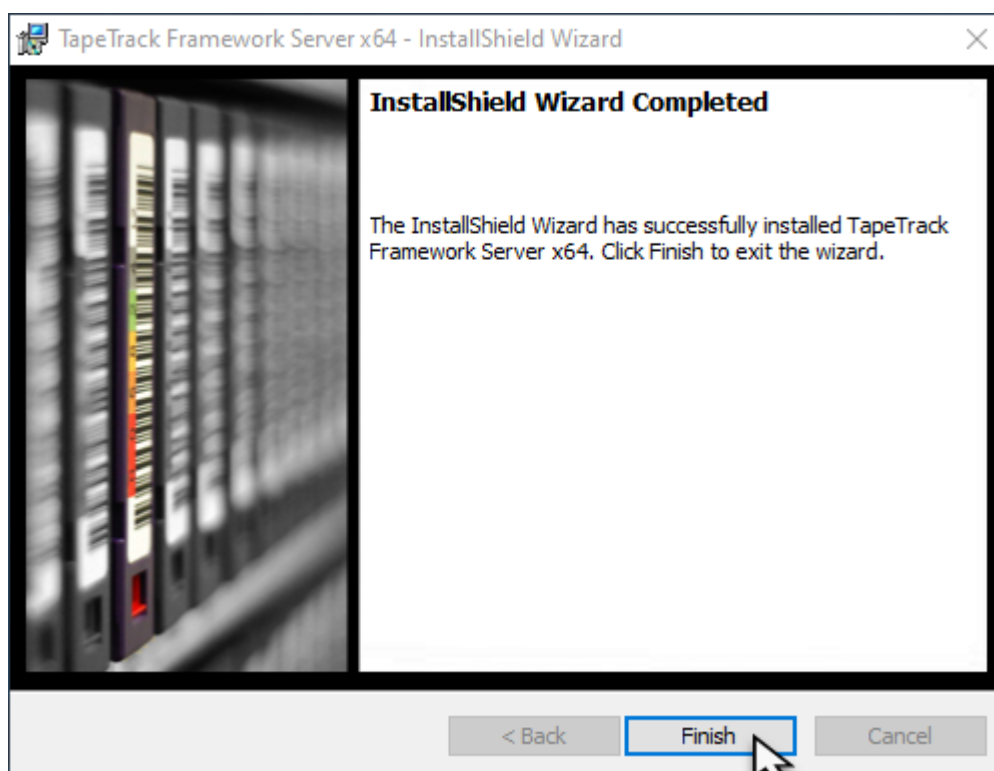 TapeTrack Framework Server x64 - InstallShield Wizard
InstallShield Wizard Completed
The InstallShield Wizard has successfully installed TapeTrack
Framework Server x64. Click Finish to exit the wizard.
< Back
Finish
Cancel